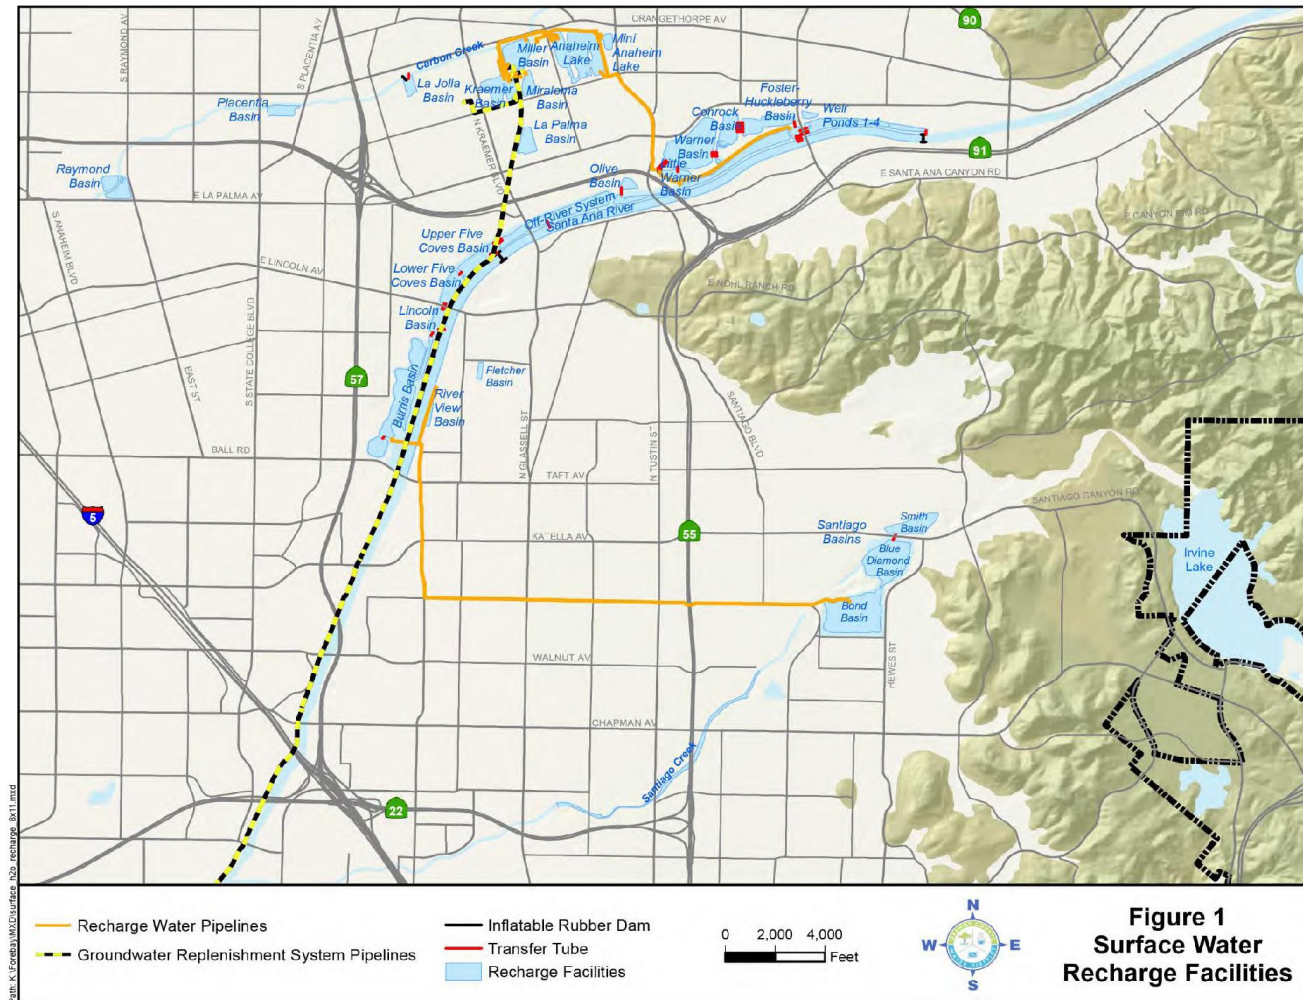 ORANGETHORPE AV
90
S RAYMOND AV
S PLACENTIA AV
Carbon Creek
Miller
Basin
Anaheim
Lake
Mini
Anaheim
Lake
La Jolla
Basin
Kraemer
Basin
Miraloma
Basin
Placentia
Basin
La Palma
Basin
N KRAEMER BLVD
Foster-
Huckleberry
Basin
Conrock
Basin
Weir
Ponds 1-4
Warner
Basin
Little
Warner
Basin
91
Raymond
Basin
Olive
Basin
E SANTA ANA CANYON RD
E LA PALMA AV
Off-River System
Santa Ana River
E CANYON RIM RD
S ANAHEIM BLVD
Upper Five
Coves Basin
E LINCOLN AV
Lower Five
Coves Basin
E NOHL RANCH RD
Lincoln
Basin
S STATE COLLEGE BLVD
EAST ST
57
Burris Basin
Fletcher
Basin
River
View
Basin
SANTIAGO BLVD
N GLASSELL ST
N TUSTIN ST
BALL RD
TAFT AV
SANTIAGO CANYON RD
5
Santiago
Basins
Smith
Basin
KATELLA AV
55
Blue
Diamond
Basin
Irvine
Lake
Bond
Basin
WALNUT AV
HEWES ST
CHAPMAN AV
Santiago Creek
22
Path: K:\Forebay\MXD\surface_h2o_recharge_8x11.mxd
Recharge Water Pipelines
Groundwater Replenishment System Pipelines
Inflatable Rubber Dam
Transfer Tube
Recharge Facilities
0 2,000 4,000
Feet
N
W E
S
Figure 1
Surface Water
Recharge Facilities